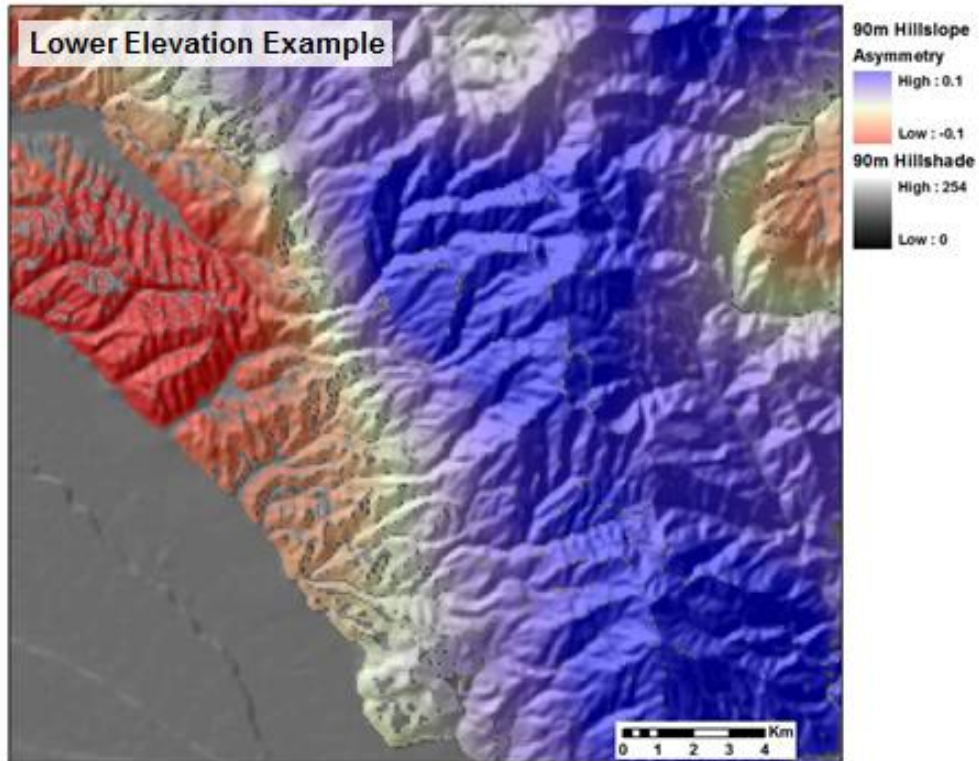 Lower Elevation Example
90m Hillslope
Asymmetry
High : 0.1
Low : -0.1
90m Hillshade
High : 254
Low : 0
Km
0 1 2 3 4